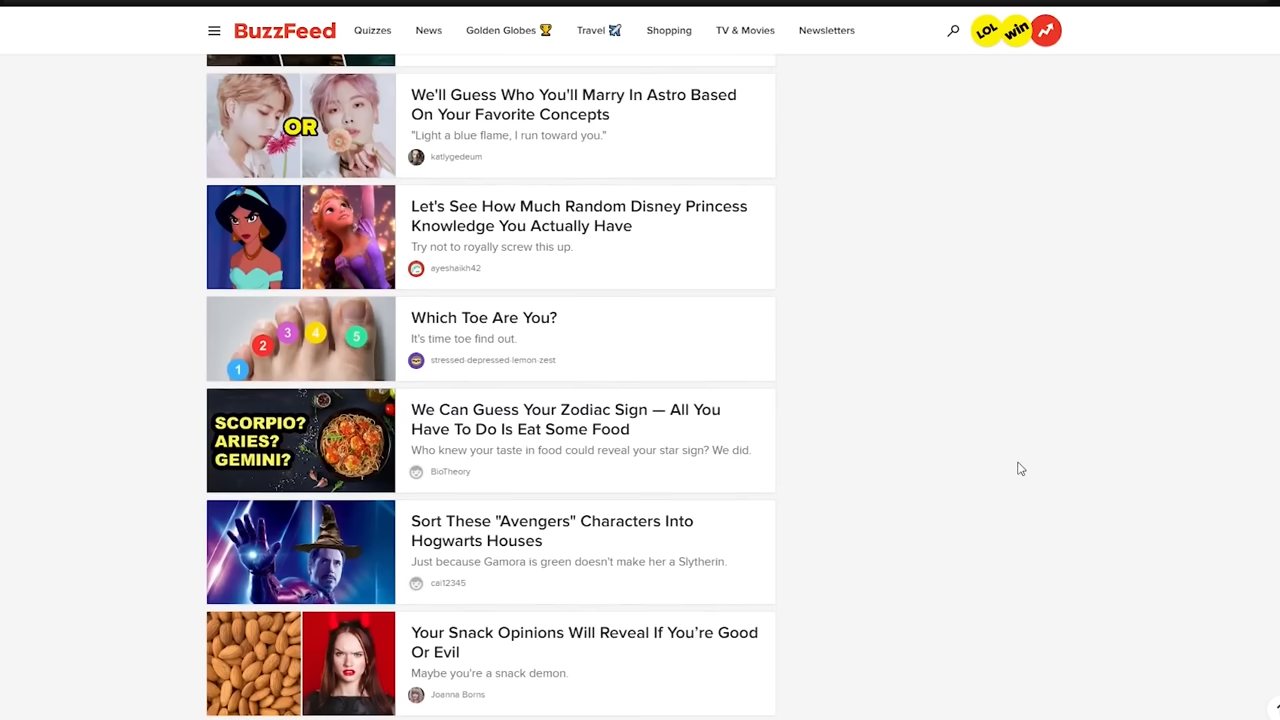 BuzzFeed Quizzes News Golden Globes Travel Shopping TV & Movies Newsletters LOL win
OR
We'll Guess Who You'll Marry In Astro Based
On Your Favorite Concepts
"Light a blue flame, I run toward you."
katlygedeum
Let's See How Much Random Disney Princess
Knowledge You Actually Have
Try not to royally screw this up.
ayeshaikh42
1 2 3 4 5
Which Toe Are You?
It's time toe find out.
stressed-depressed-lemon-zest
SCORPIO?
ARIES?
GEMINI?
We Can Guess Your Zodiac Sign — All You
Have To Do Is Eat Some Food
Who knew your taste in food could reveal your star sign? We did.
BioTheory
Sort These "Avengers" Characters Into
Hogwarts Houses
Just because Gamora is green doesn't make her a Slytherin.
cai12345
Your Snack Opinions Will Reveal If You're Good
Or Evil
Maybe you're a snack demon.
Joanna Borns